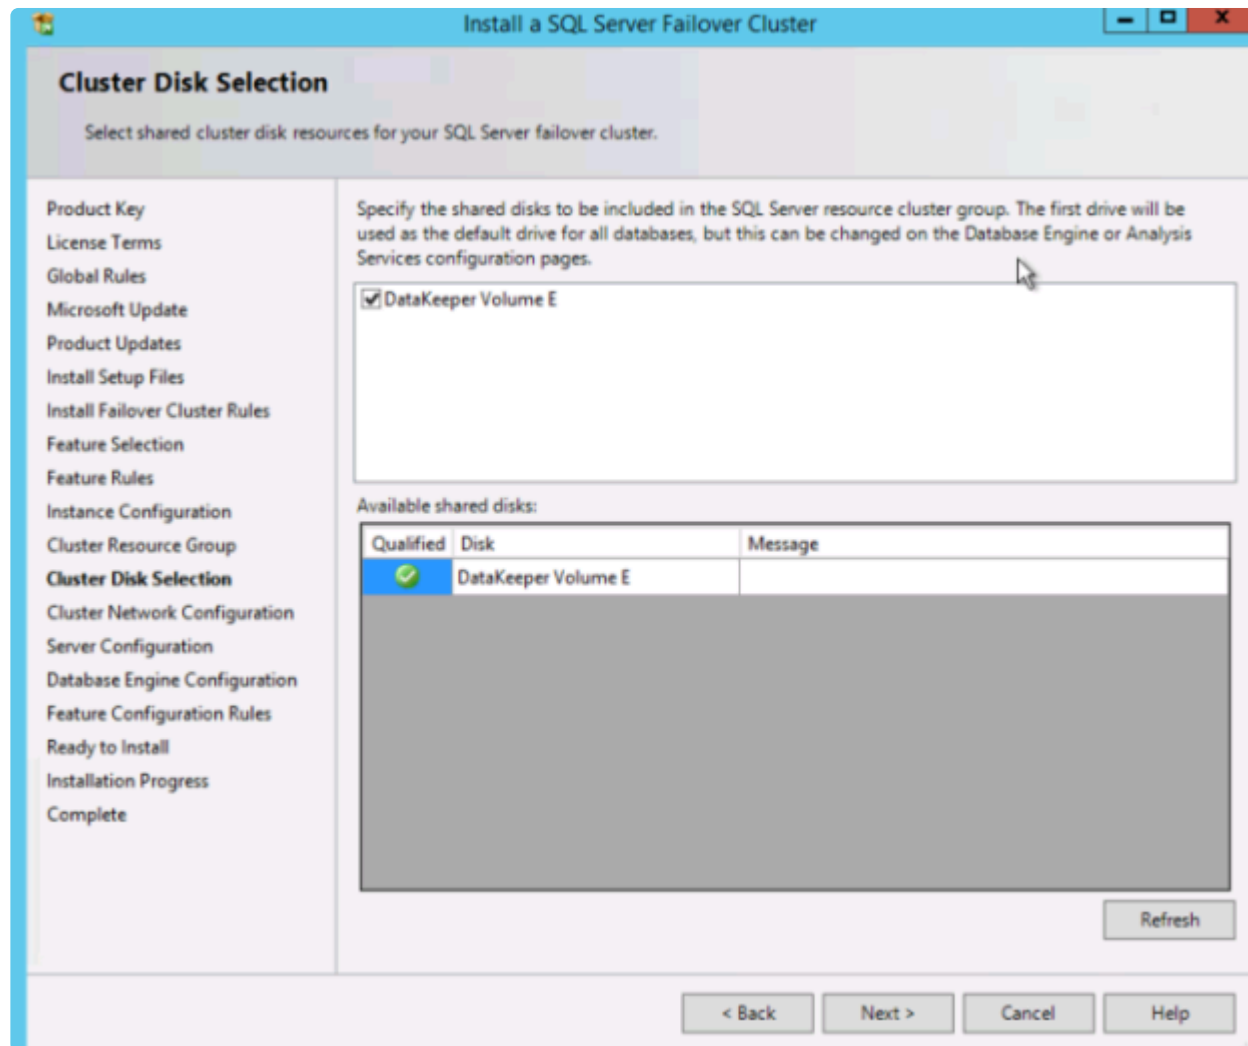 Install a SQL Server Failover Cluster
Cluster Disk Selection
Select shared cluster disk resources for your SQL Server failover cluster.
Product Key
License Terms
Global Rules
Microsoft Update
Product Updates
Install Setup Files
Install Failover Cluster Rules
Feature Selection
Feature Rules
Instance Configuration
Cluster Resource Group
Cluster Disk Selection
Cluster Network Configuration
Server Configuration
Database Engine Configuration
Feature Configuration Rules
Ready to Install
Installation Progress
Complete
Specify the shared disks to be included in the SQL Server resource cluster group. The first drive will be
used as the default drive for all databases, but this can be changed on the Database Engine or Analysis
Services configuration pages.
DataKeeper Volume E
Available shared disks:
Qualified Disk Message
DataKeeper Volume E
Refresh
< Back Next > Cancel Help